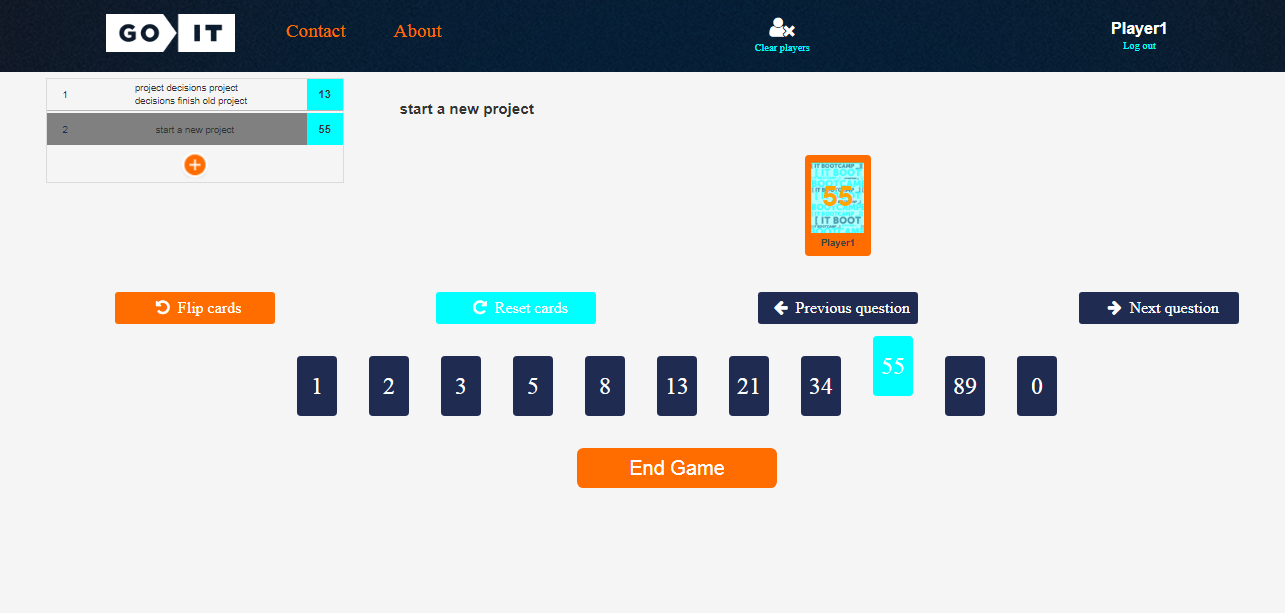 GO IT
Contact
About
Clear players
Player1
Log out
1
project decisions project
decisions finish old project
13
2
start a new project
55
start a new project
IT BOOTCAMP
[ IT BOOT
BOOTCAMP
55
BOOTCAMP
[ IT BOOT
Player1
Flip cards
Reset cards
Previous question
Next question
1 2 3 5 8 13 21 34 55 89 0
End Game